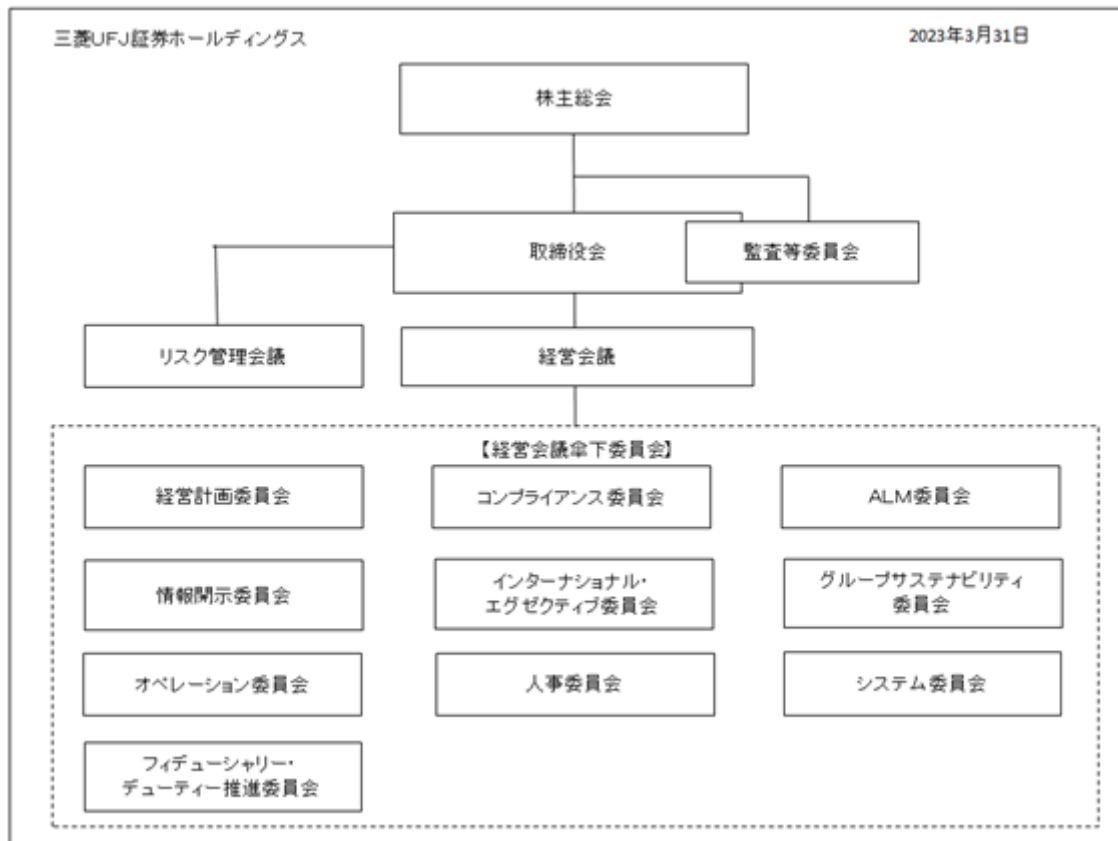 三菱UFJ証券ホールディングス
2023年3月31日
株主総会
取締役会
監査等委員会
リスク管理会議
経営会議
【経営会議傘下委員会】
経営計画委員会
コンプライアンス委員会
ALM委員会
情報開示委員会
インターナショナル・
エグゼクティブ委員会
グループサステナビリティ
委員会
オペレーション委員会
人事委員会
システム委員会
フィデューシャリー・
デューティー推進委員会